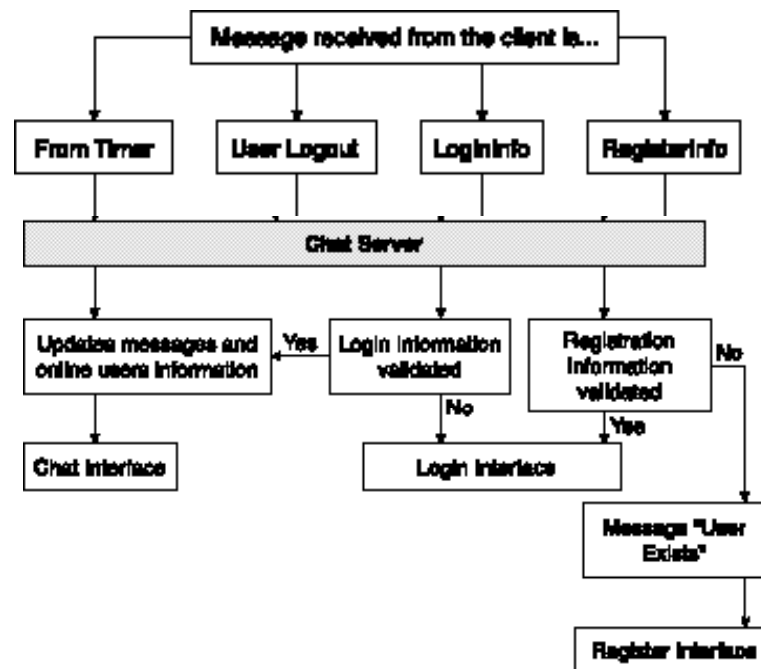 Message received from the client is...
From Timer
User Logout
LoginInfo
RegisterInfo
Chat Server
Updates messages and
online users information
Yes
Login information
validated
Registration
Information
validated
No
No
Yes
Chat Interface
Login Interface
Message "User
Exists"
Register Interface